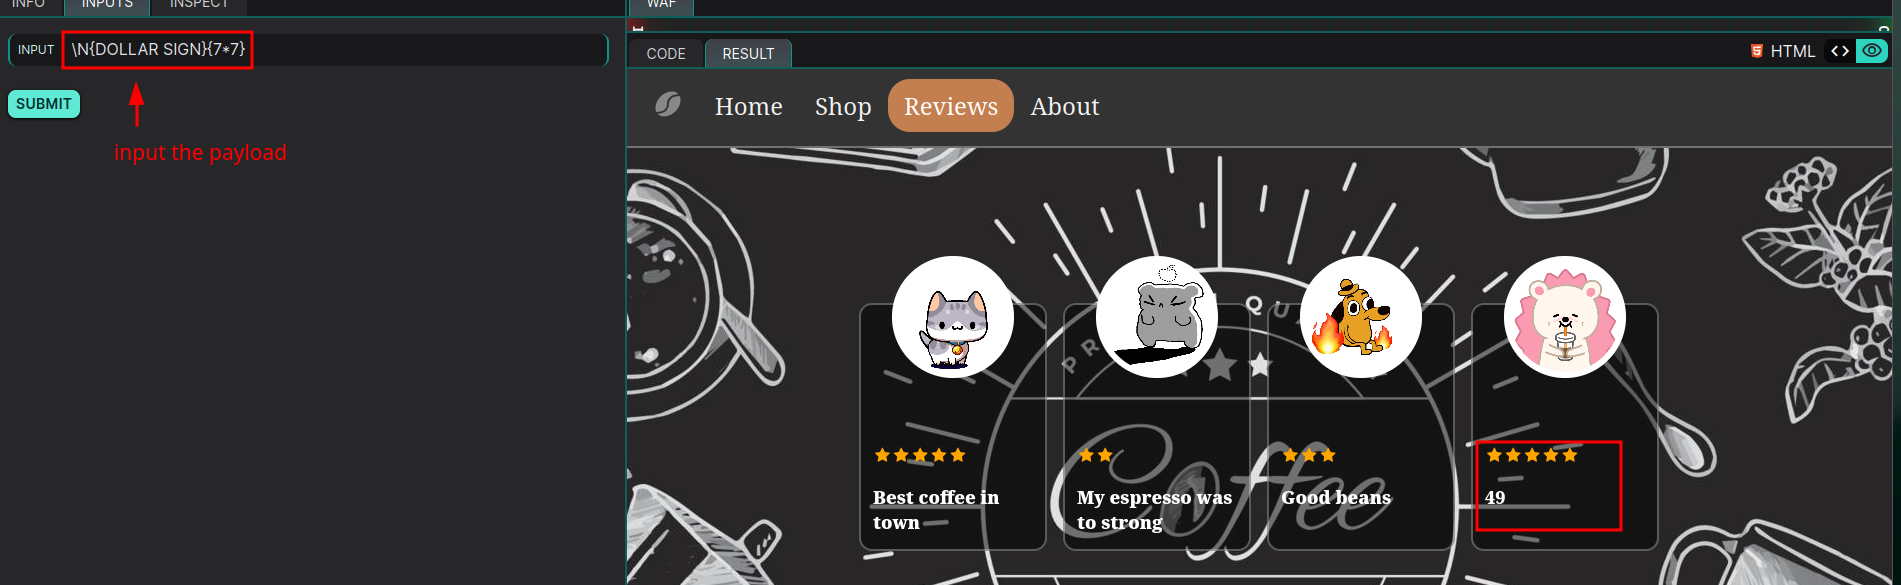 INFO INPUTS INSPECT
INPUT \N{DOLLAR SIGN}{7*7}
SUBMIT
input the payload
WAF
CODE RESULT
HTML
Home Shop Reviews About
Coffee
Best coffee in
town
My espresso was
to strong
Good beans
49